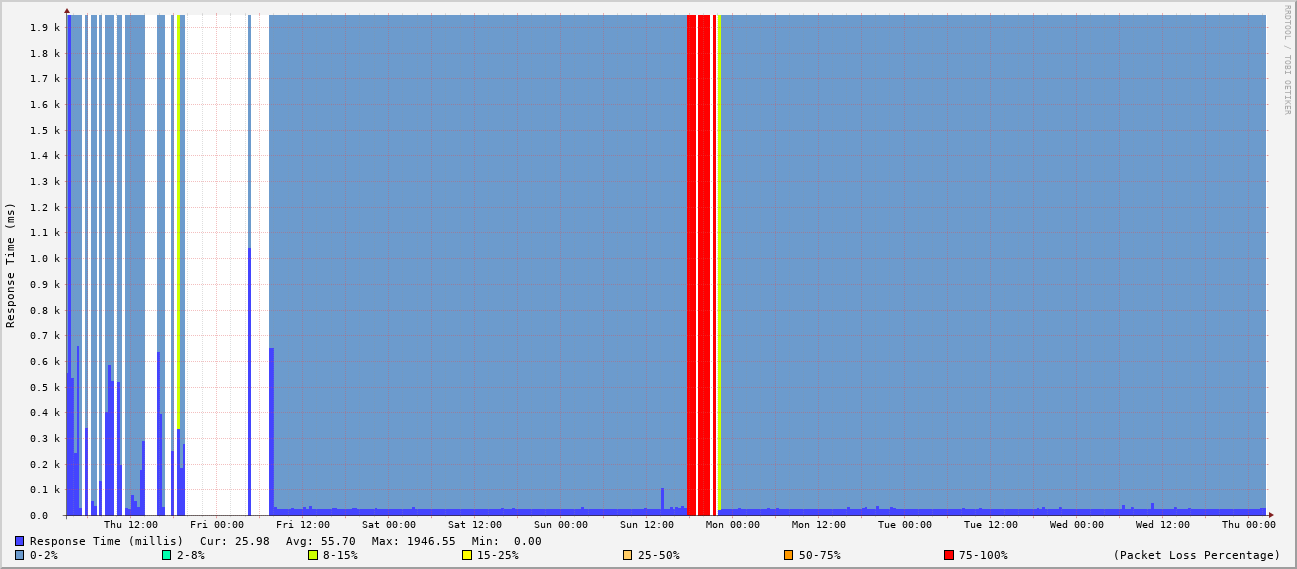 RRDTOOL / TOBI OETIKER
Response Time (ms)
1.9 k
1.8 k
1.7 k
1.6 k
1.5 k
1.4 k
1.3 k
1.2 k
1.1 k
1.0 k
0.9 k
0.8 k
0.7 k
0.6 k
0.5 k
0.4 k
0.3 k
0.2 k
0.1 k
0.0
Thu 12:00 Fri 00:00 Fri 12:00 Sat 00:00 Sat 12:00 Sun 00:00 Sun 12:00 Mon 00:00 Mon 12:00 Tue 00:00 Tue 12:00 Wed 00:00 Wed 12:00 Thu 00:00
Response Time (millis) Cur: 25.98 Avg: 55.70 Max: 1946.55 Min: 0.00
0-2% 2-8% 8-15% 15-25% 25-50% 50-75% 75-100% (Packet Loss Percentage)